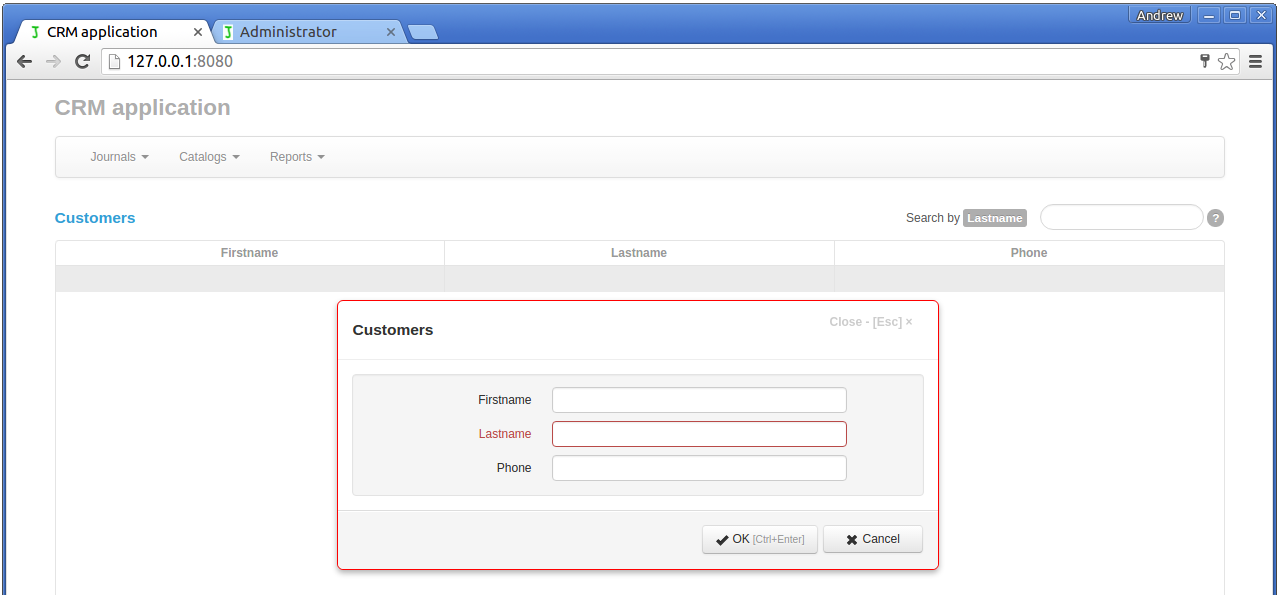 Andrew
CRM application × Administrator ×
127.0.0.1:8080
CRM application
Journals Catalogs Reports
Customers Search by Lastname ?
Firstname Lastname Phone
Customers Close - [Esc] ×
Firstname
Lastname
Phone
OK [Ctrl+Enter] Cancel